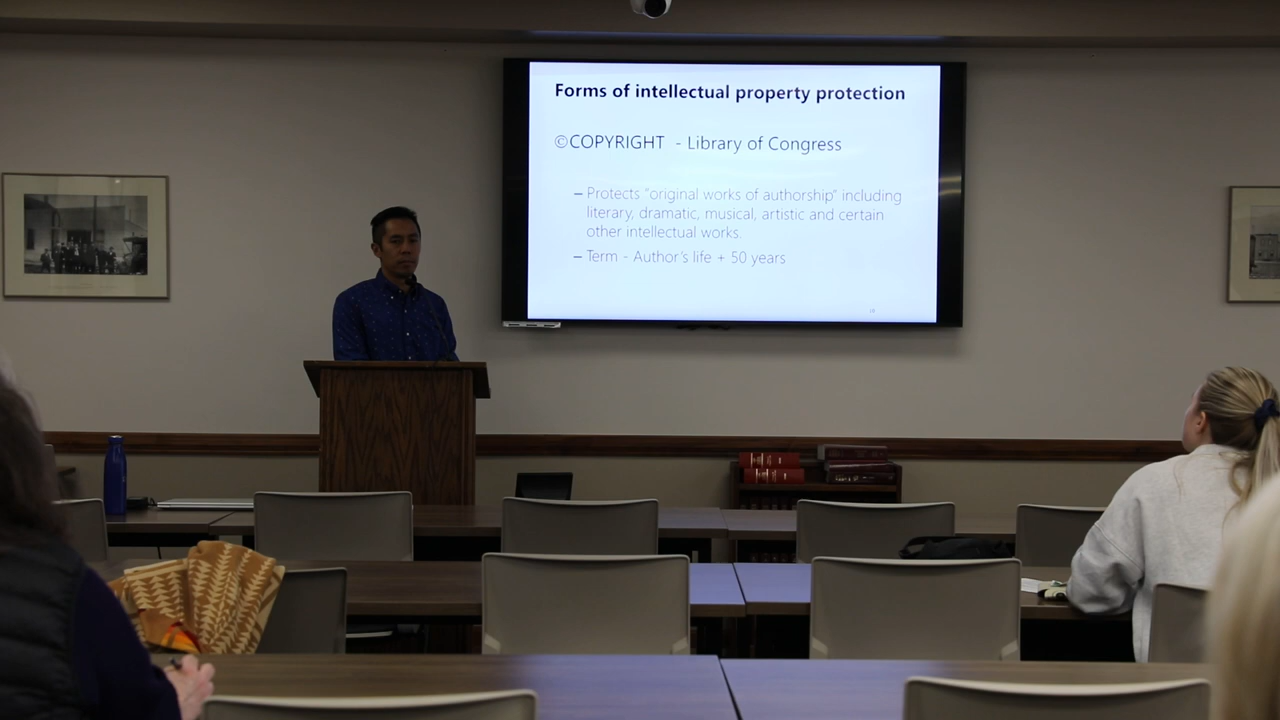 Forms of intellectual property protection
©COPYRIGHT - Library of Congress
– Protects "original works of authorship" including
literary, dramatic, musical, artistic and certain
other intellectual works.
– Term - Author's life + 50 years